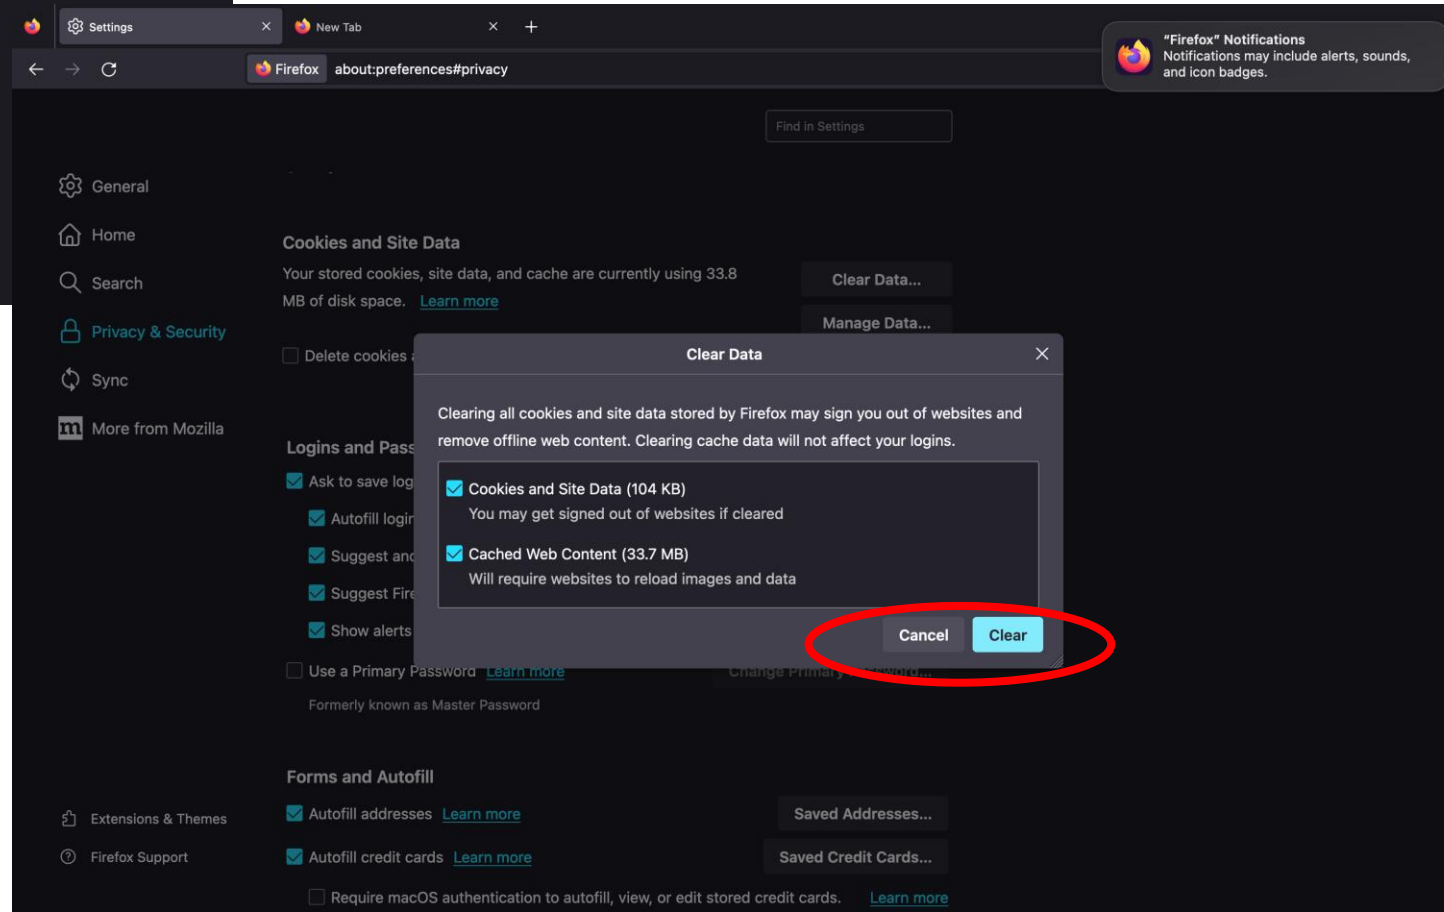 Settings
New Tab
"Firefox" Notifications
Notifications may include alerts, sounds,
and icon badges.
Firefox about:preferences#privacy
Find in Settings
General
Home
Search
Privacy & Security
Sync
More from Mozilla
Extensions & Themes
Firefox Support
Cookies and Site Data
Your stored cookies, site data, and cache are currently using 33.8
MB of disk space. Learn more
Clear Data...
Manage Data...
Delete cookies
Clear Data
Clearing all cookies and site data stored by Firefox may sign you out of websites and
remove offline web content. Clearing cache data will not affect your logins.
Cookies and Site Data (104 KB)
You may get signed out of websites if cleared
Cached Web Content (33.7 MB)
Will require websites to reload images and data
Cancel Clear
Logins and Pass
Ask to save log
Autofill login
Suggest and
Suggest Fire
Show alerts
Use a Primary Password Learn more
Change Primary Password...
Formerly known as Master Password
Forms and Autofill
Autofill addresses Learn more
Saved Addresses...
Autofill credit cards Learn more
Saved Credit Cards...
Require macOS authentication to autofill, view, or edit stored credit cards. Learn more